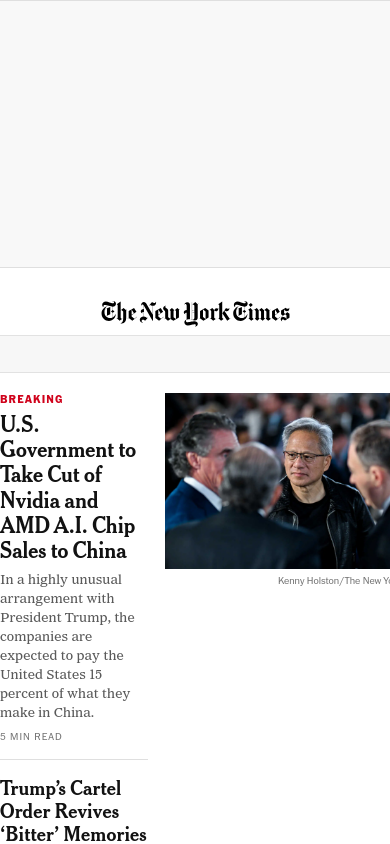 The New York Times
BREAKING
U.S.
Government to
Take Cut of
Nvidia and
AMD A.I. Chip
Sales to China
In a highly unusual
arrangement with
President Trump, the
companies are
expected to pay the
United States 15
percent of what they
make in China.
5 MIN READ
Kenny Holston/The New Yo
Trump’s Cartel
Order Revives
‘Bitter’ Memories